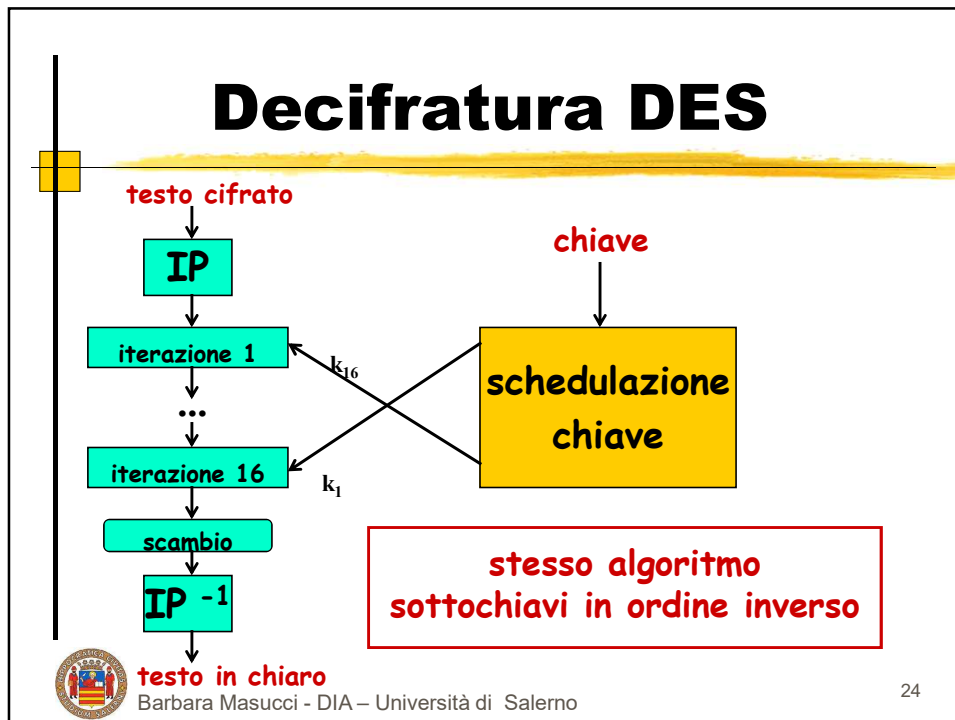 Decifratura DES
testo cifrato
IP
iterazione 1
...
iterazione 16
scambio
IP -1
testo in chiaro
chiave
k16
k1
schedulazione
chiave
stesso algoritmo
sottochiavi in ordine inverso
Barbara Masucci - DIA – Università di Salerno
24